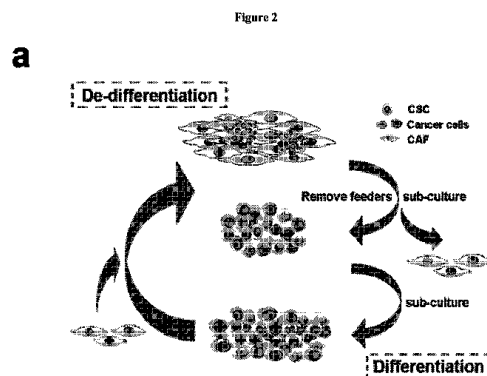 Figure 2
a
De-differentiation
CSC
Cancer cells
CAF
Remove feeders
sub-culture
sub-culture
Differentiation